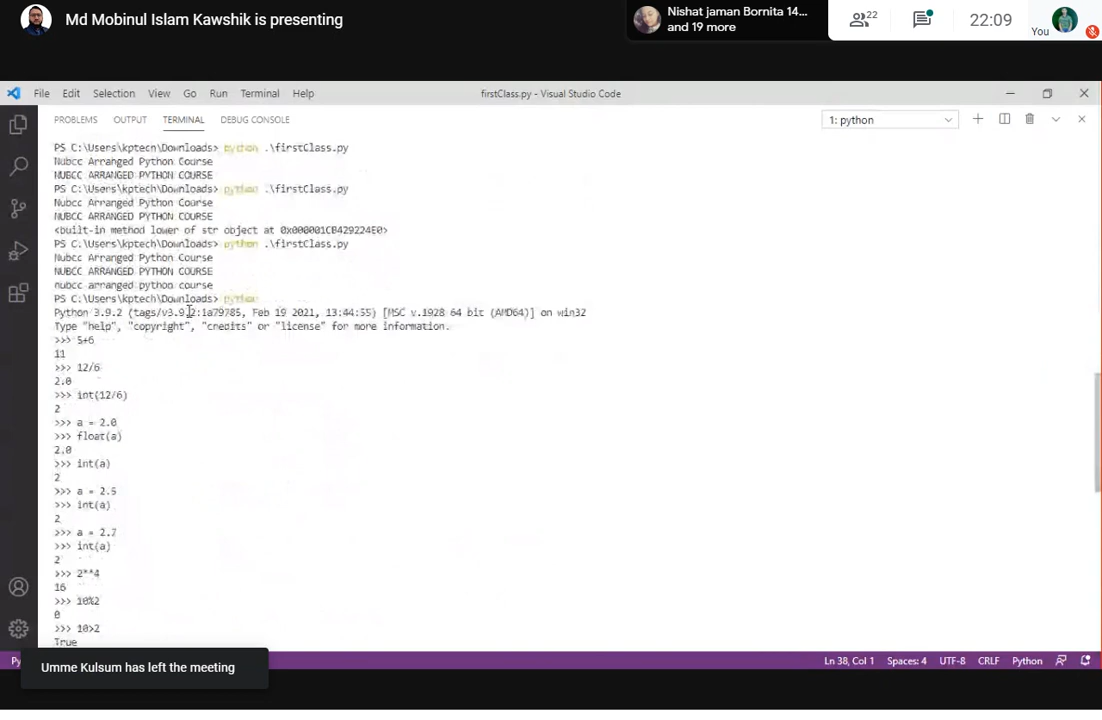 Md Mobinul Islam Kawshik is presenting
Nishat jaman Bornita 14...
and 19 more
22
22:09
You
File Edit Selection View Go Run Terminal Help
firstClass.py - Visual Studio Code
PROBLEMS OUTPUT TERMINAL DEBUG CONSOLE
1: python
PS C:\Users\kptech\Downloads> python .\firstClass.py
Nubcc Arranged Python Course
NUBCC ARRANGED PYTHON COURSE
PS C:\Users\kptech\Downloads> python .\firstClass.py
Nubcc Arranged Python Course
NUBCC ARRANGED PYTHON COURSE
<built-in method lower of str object at 0x000001CB429224E0>
PS C:\Users\kptech\Downloads> python .\firstClass.py
Nubcc Arranged Python Course
NUBCC ARRANGED PYTHON COURSE
nubcc arranged python course
PS C:\Users\kptech\Downloads> python
Python 3.9.2 (tags/v3.9.2:1a79785, Feb 19 2021, 13:44:55) [MSC v.1928 64 bit (AMD64)] on win32
Type "help", "copyright", "credits" or "license" for more information.
>>> 5+6
11
>>> 12/6
2.0
>>> int(12/6)
2
>>> a = 2.0
>>> float(a)
2.0
>>> int(a)
2
>>> a = 2.5
>>> int(a)
2
>>> a = 2.7
>>> int(a)
2
>>> 2**4
16
>>> 10%2
0
>>> 10>2
True
Py
Umme Kulsum has left the meeting
Ln 38, Col 1 Spaces: 4 UTF-8 CRLF Python